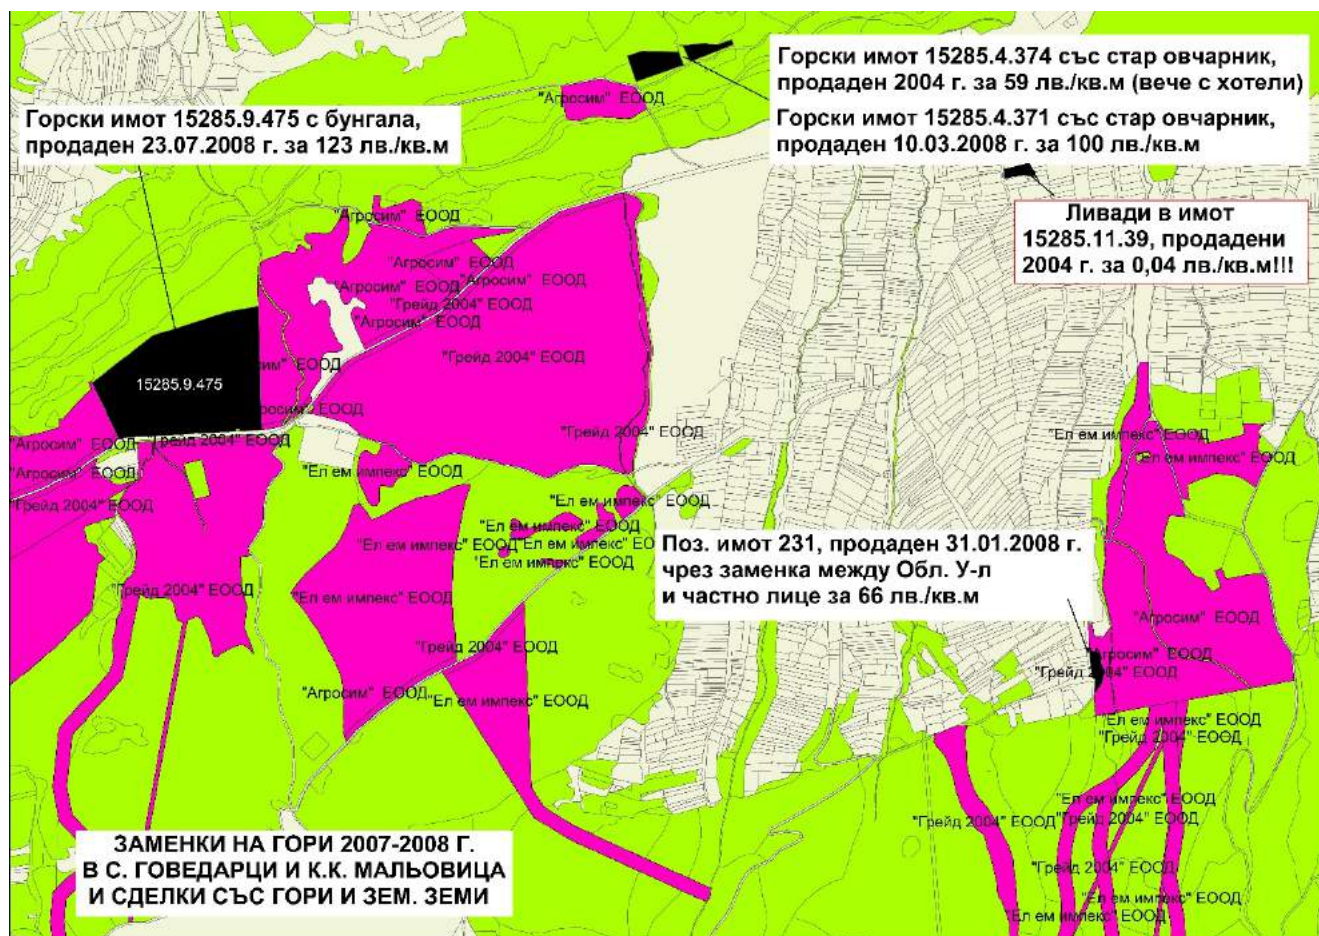 Горски имот 15285.4.374 със стар овчарник,
продаден 2004 г. за 59 лв./кв.м (вече с хотели)
Горски имот 15285.4.371 със стар овчарник,
продаден 10.03.2008 г. за 100 лв./кв.м
"Агросим" ЕООД
Горски имот 15285.9.475 с бунгала,
продаден 23.07.2008 г. за 123 лв./кв.м
Ливади в имот
15285.11.39, продадени
2004 г. за 0,04 лв./кв.м!!!
"Агросим" ЕООД
"Агросим" ЕООД
"Агросим" ЕООД
"Агросим" ЕООД
"Грейд 2004" ЕООД
"Агросим" ЕООД
"Грейд 2004" ЕООД
сим" ЕООД
15285.9.475
росим" ЕООД
"Грейд 2004" ЕООД
"Агросим" ЕООД
Грейд 2004" ЕООД
"Ел ем импекс" ЕООД
"Ел ем импекс" ЕООД
"Агросим" ЕООД
"Ел ем импекс" ЕООД
"Грейд 2004" ЕООД
"Ел ем импекс" ЕООД
"Ел ем импекс" ЕООД
"Ел ем импекс" ЕООД
"Ел ем импекс" ЕОО
"Ел ем импекс" ЕООД
Поз. имот 231, продаден 31.01.2008 г.
чрез заменка между Обл. У-л
и частно лице за 66 лв./кв.м
"Грейд 2004" ЕООД
"Ел ем импекс" ЕООД
"Агросим" ЕООД
"Грейд 2004" ЕООД
"Агросим" ЕООД
"Грейд 2004" ЕООД
"Агросим" ЕООД
"Ел ем импекс" ЕООД
"Ел ем импекс" ЕООД
"Грейд 2004" ЕООД
"Ел ем импекс" ЕООД
"Грейд 2004" ЕООД
"Грейд 2004" ЕООД
"Грейд 2004" ЕООД
"Ел ем импекс" ЕООД
"Ел ем импекс" ЕООД
ЗАМЕНКИ НА ГОРИ 2007-2008 Г.
В С. ГОВЕДАРЦИ И К.К. МАЛЬОВИЦА
И СДЕЛКИ СЪС ГОРИ И ЗЕМ. ЗЕМИ